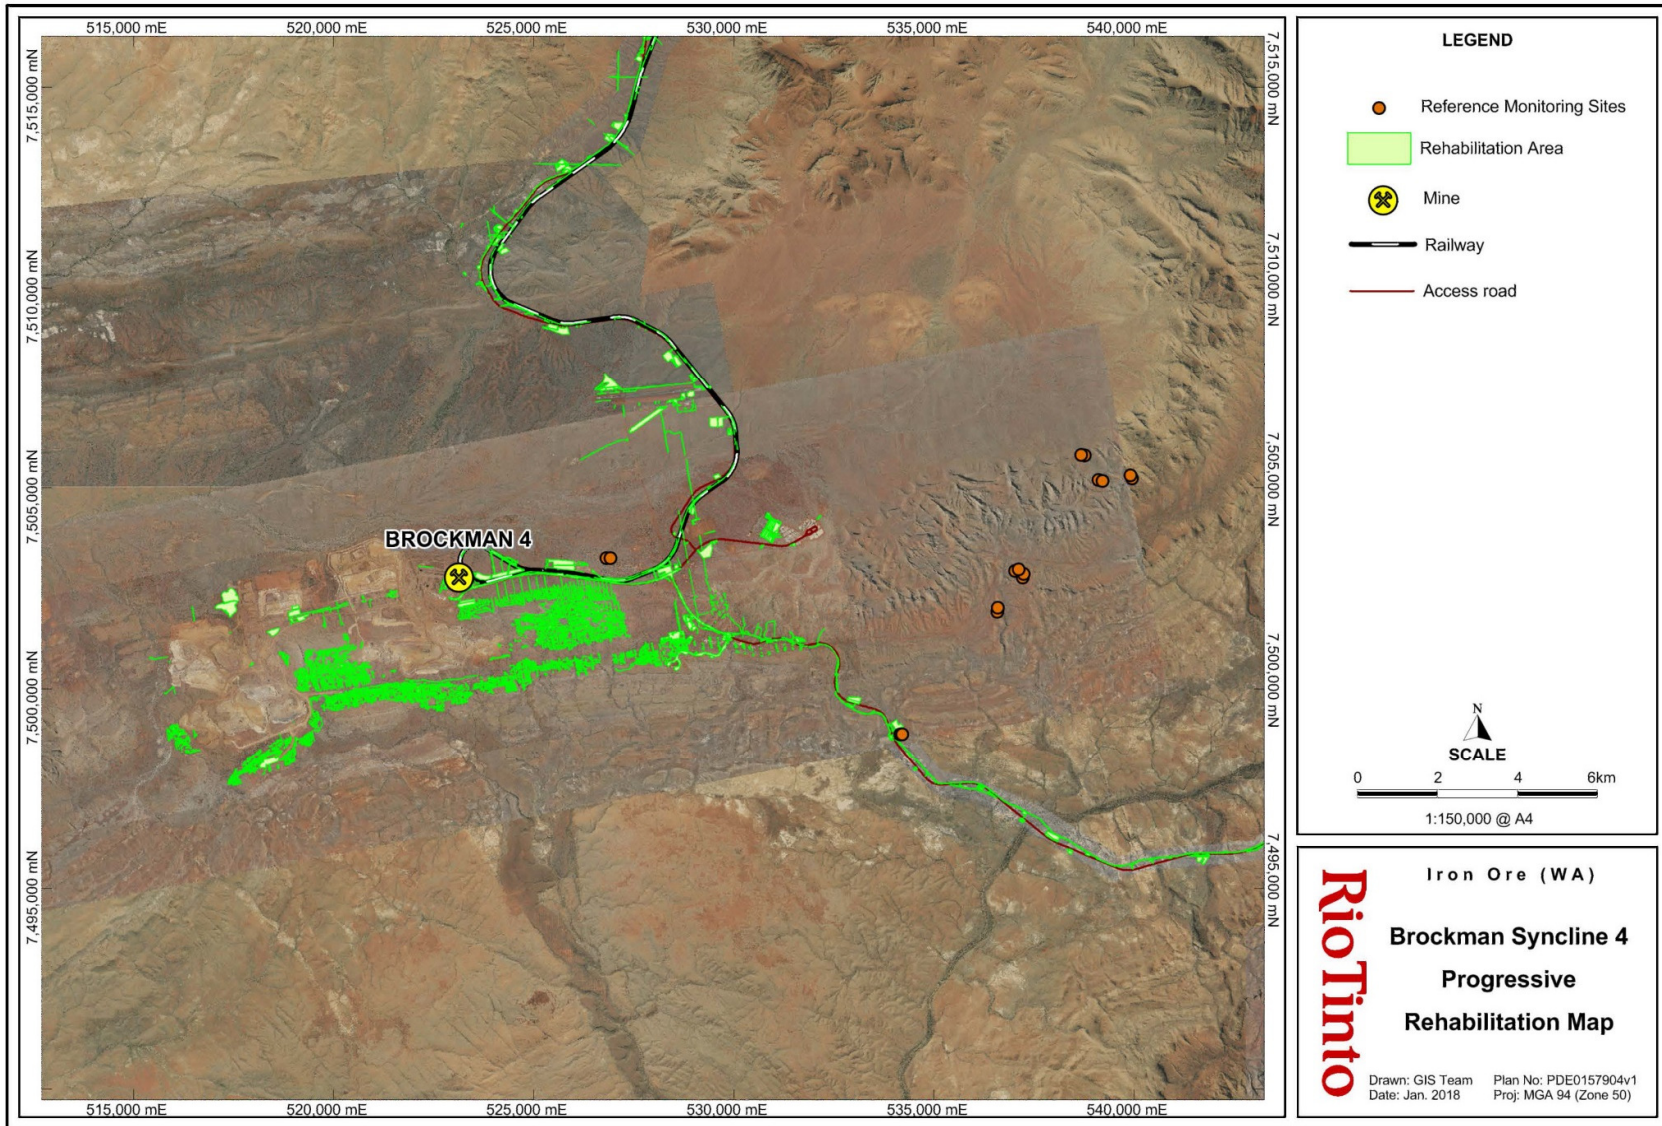 515,000 mE 520,000 mE 525,000 mE 530,000 mE 535,000 mE 540,000 mE
7,515,000 mN
7,510,000 mN
7,505,000 mN
7,500,000 mN
7,495,000 mN
BROCKMAN 4
7,515,000 mN
7,510,000 mN
7,505,000 mN
7,500,000 mN
7,495,000 mN
515,000 mE 520,000 mE 525,000 mE 530,000 mE 535,000 mE 540,000 mE
LEGEND
Reference Monitoring Sites
Rehabilitation Area
Mine
Railway
Access road
N
SCALE
0 2 4 6km
1:150,000 @ A4
RioTinto
Iron Ore (WA)
Brockman Syncline 4
Progressive
Rehabilitation Map
Drawn: GIS Team Plan No: PDE0157904v1
Date: Jan. 2018 Proj: MGA 94 (Zone 50)